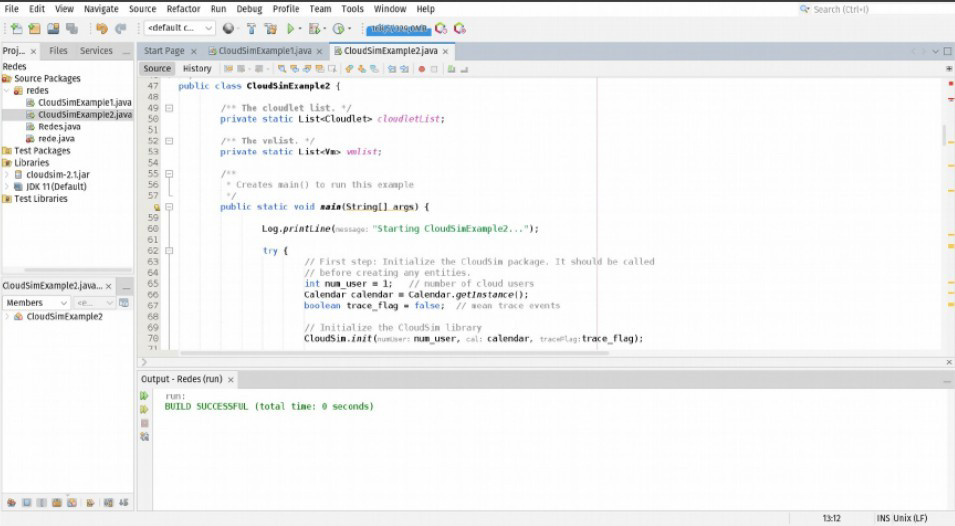 File Edit View Navigate Source Refactor Run Debug Profile Team Tools Window Help
Search (Ctrl+I)
<default c...
Proj... × Files Services
Start Page × CloudSimExample1.java × CloudSimExample2.java ×
Redes
Source Packages
redes
CloudSimExample1.java
CloudSimExample2.java
Redes.java
rede.java
Test Packages
Libraries
cloudsim-2.1.jar
JDK 11 (Default)
Test Libraries
CloudSimExample2.java... ×
Members <e...
CloudSimExample2
Source History
47 public class CloudSimExample2 {
48
49 /** The cloudlet list. */
50 private static List<Cloudlet> cloudletList;
51
52 /** The vmlist. */
53 private static List<Vm> vmlist;
54
55 /**
56 * Creates main() to run this example
57 */
public static void main(String[] args) {
59
60 Log.printLine(message: "Starting CloudSimExample2...");
61
62 try {
63 // First step: Initialize the CloudSim package. It should be called
64 // before creating any entities.
65 int num_user = 1; // number of cloud users
66 Calendar calendar = Calendar.getInstance();
67 boolean trace_flag = false; // mean trace events
68
69 // Initialize the CloudSim library
70 CloudSim.init(numUser: num_user, cal: calendar, traceFlag: trace_flag);
71
Output - Redes (run) ×
run:
BUILD SUCCESSFUL (total time: 0 seconds)
13:12 INS Unix (LF)